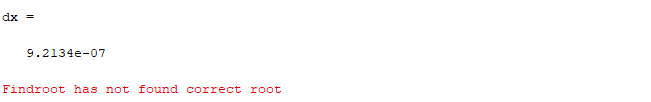 dx =
9.2134e-07
Findroot has not found correct root